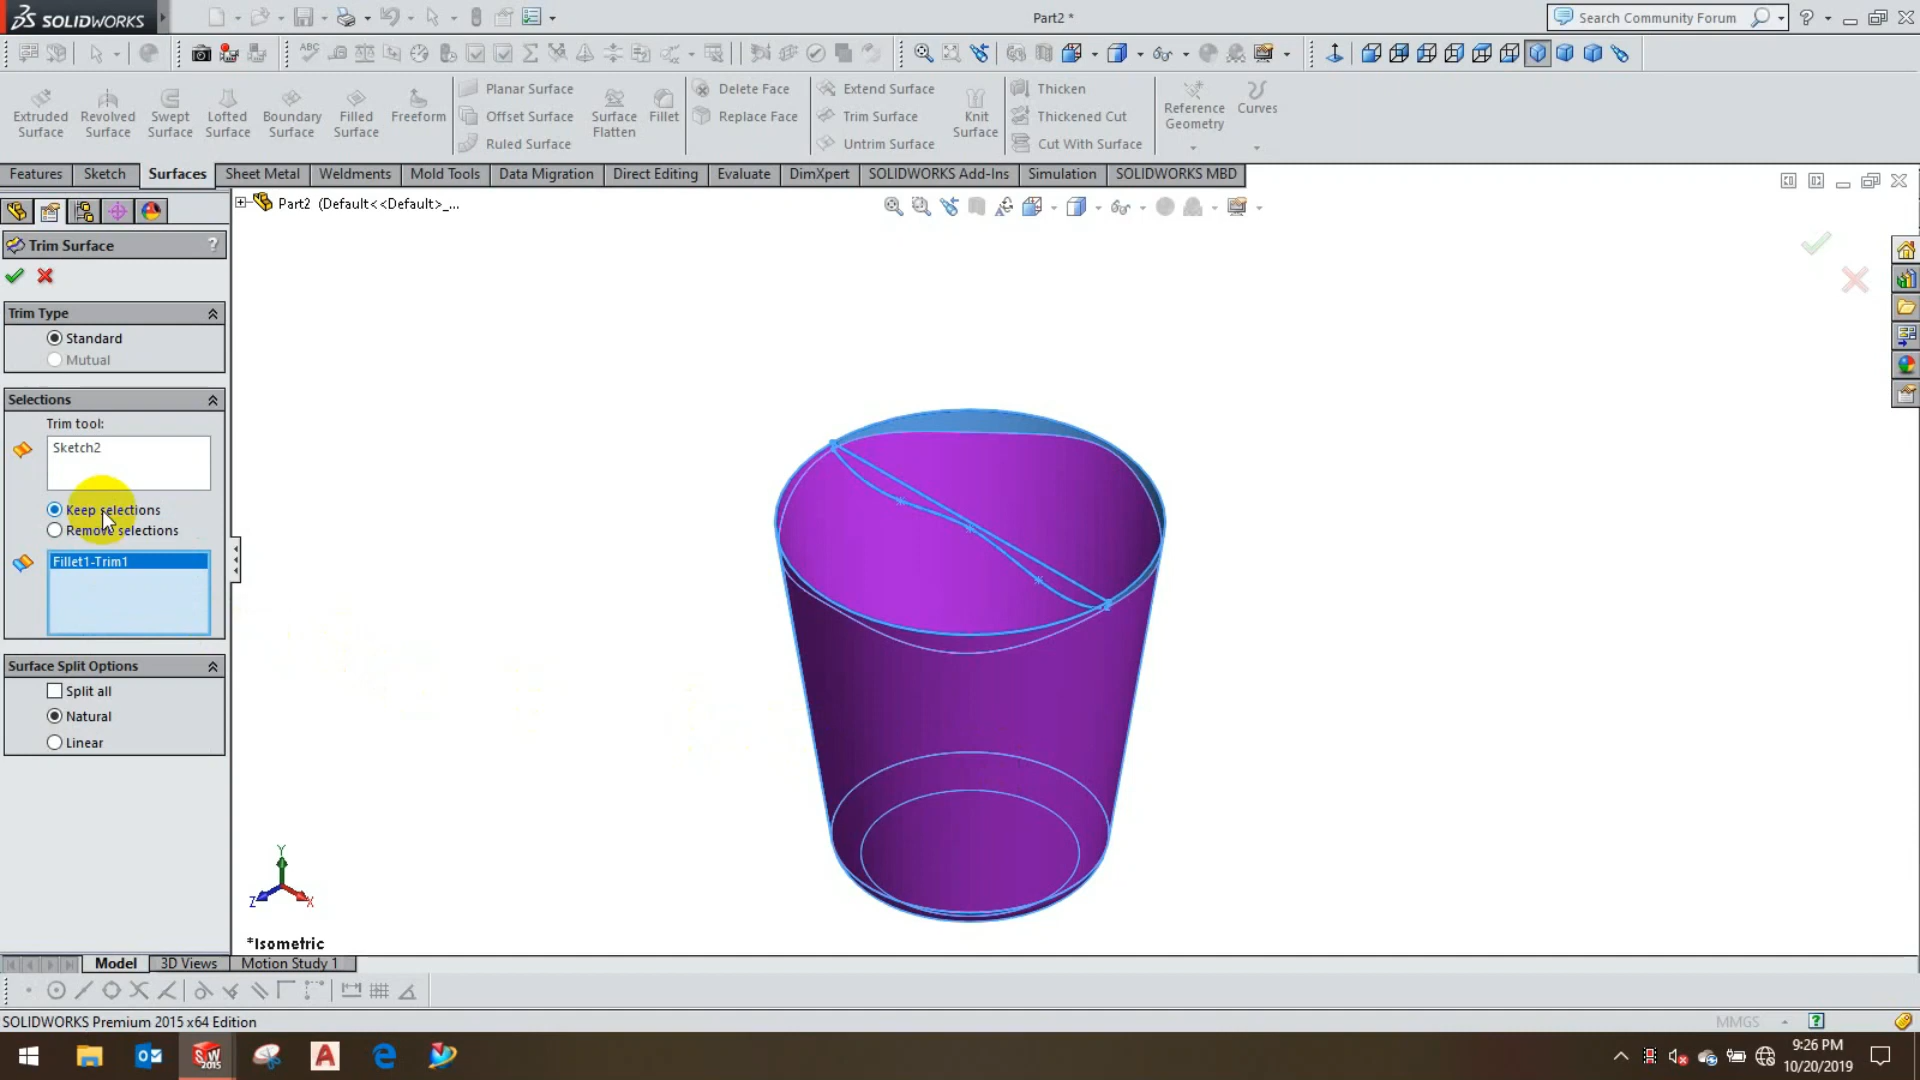 SOLIDWORKS
Part2 *
Search Community Forum
Extruded Surface
Revolved Surface
Swept Surface
Lofted Surface
Boundary Surface
Filled Surface
Freeform
Planar Surface
Offset Surface
Ruled Surface
Surface Flatten
Fillet
Delete Face
Replace Face
Extend Surface
Trim Surface
Untrim Surface
Knit Surface
Thicken
Thickened Cut
Cut With Surface
Reference Geometry
Curves
Features
Sketch
Surfaces
Sheet Metal
Weldments
Mold Tools
Data Migration
Direct Editing
Evaluate
DimXpert
SOLIDWORKS Add-Ins
Simulation
SOLIDWORKS MBD
Part2 (Default<<Default>_...
Trim Surface
?
Trim Type
Standard
Mutual
Selections
Trim tool:
Sketch2
Keep selections
Remove selections
Fillet1-Trim1
Surface Split Options
Split all
Natural
Linear
Y
Z
X
*Isometric
Model
3D Views
Motion Study 1
SOLIDWORKS Premium 2015 x64 Edition
MMGS
9:26 PM
10/20/2019